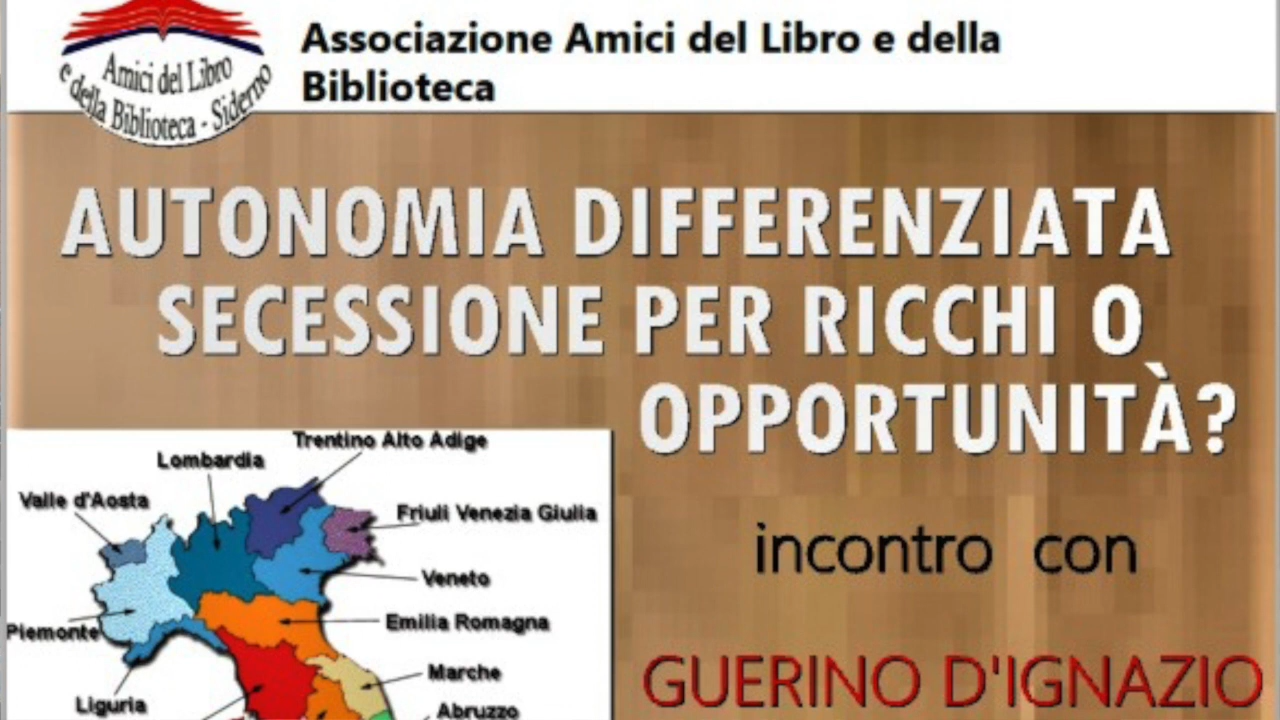 Amici del Libro
e della Biblioteca - Siderno
Associazione Amici del Libro e della
Biblioteca
AUTONOMIA DIFFERENZIATA
SECESSIONE PER RICCHI O
OPPORTUNITÀ?
incontro con
GUERINO D'IGNAZIO
Trentino Alto Adige
Lombardia
Valle d'Aosta
Friuli Venezia Giulia
Veneto
Emilia Romagna
Piemonte
Marche
Liguria
Abruzzo